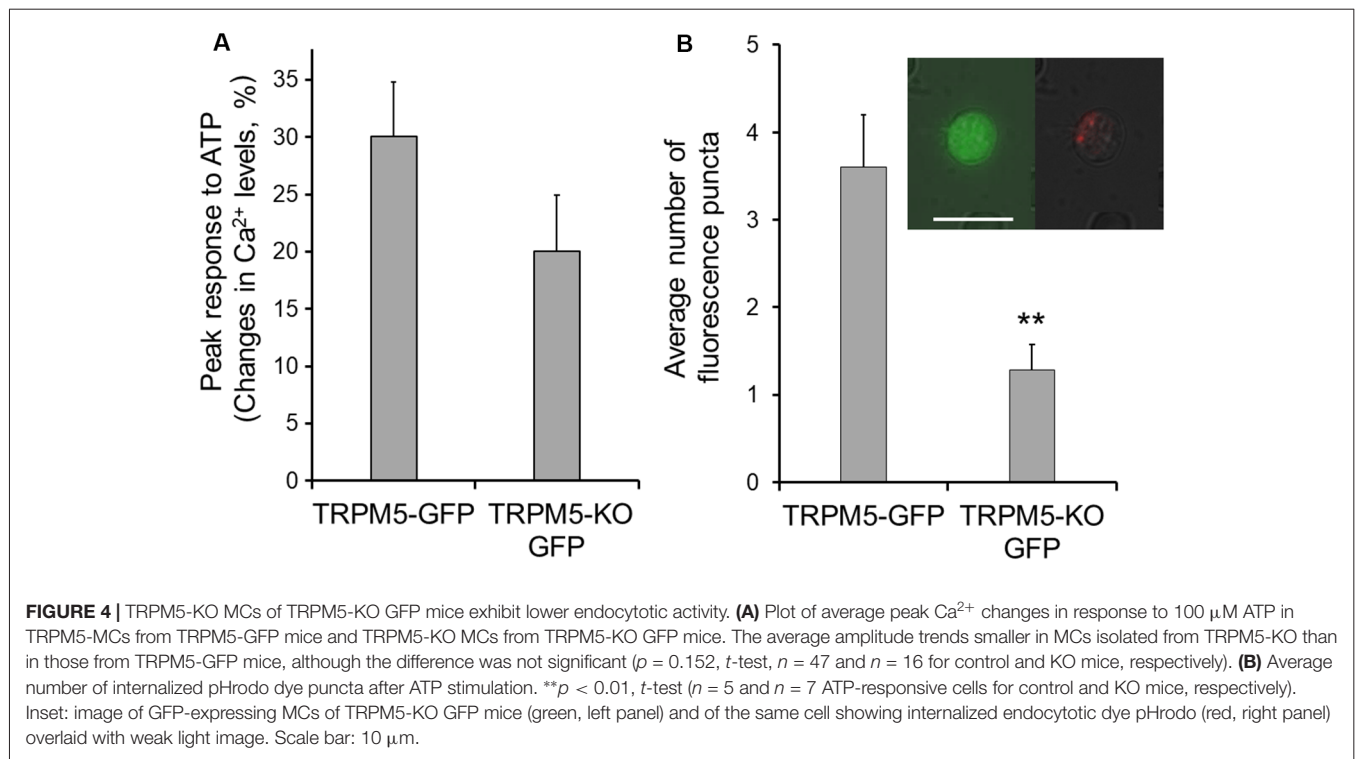 A
Peak response to ATP
(Changes in Ca²⁺ levels, %)
35
30
25
20
15
10
5
0
TRPM5-GFP TRPM5-KO
GFP
B
Average number of
fluorescence puncta
5
4
3
2
1
0
**
TRPM5-GFP TRPM5-KO
GFP
FIGURE 4 | TRPM5-KO MCs of TRPM5-KO GFP mice exhibit lower endocytotic activity. (A) Plot of average peak Ca²⁺ changes in response to 100 µM ATP in
TRPM5-MCs from TRPM5-GFP mice and TRPM5-KO MCs from TRPM5-KO GFP mice. The average amplitude trends smaller in MCs isolated from TRPM5-KO than
in those from TRPM5-GFP mice, although the difference was not significant (p = 0.152, t-test, n = 47 and n = 16 for control and KO mice, respectively). (B) Average
number of internalized pHrodo dye puncta after ATP stimulation. **p < 0.01, t-test (n = 5 and n = 7 ATP-responsive cells for control and KO mice, respectively).
Inset: image of GFP-expressing MCs of TRPM5-KO GFP mice (green, left panel) and of the same cell showing internalized endocytotic dye pHrodo (red, right panel)
overlaid with weak light image. Scale bar: 10 µm.